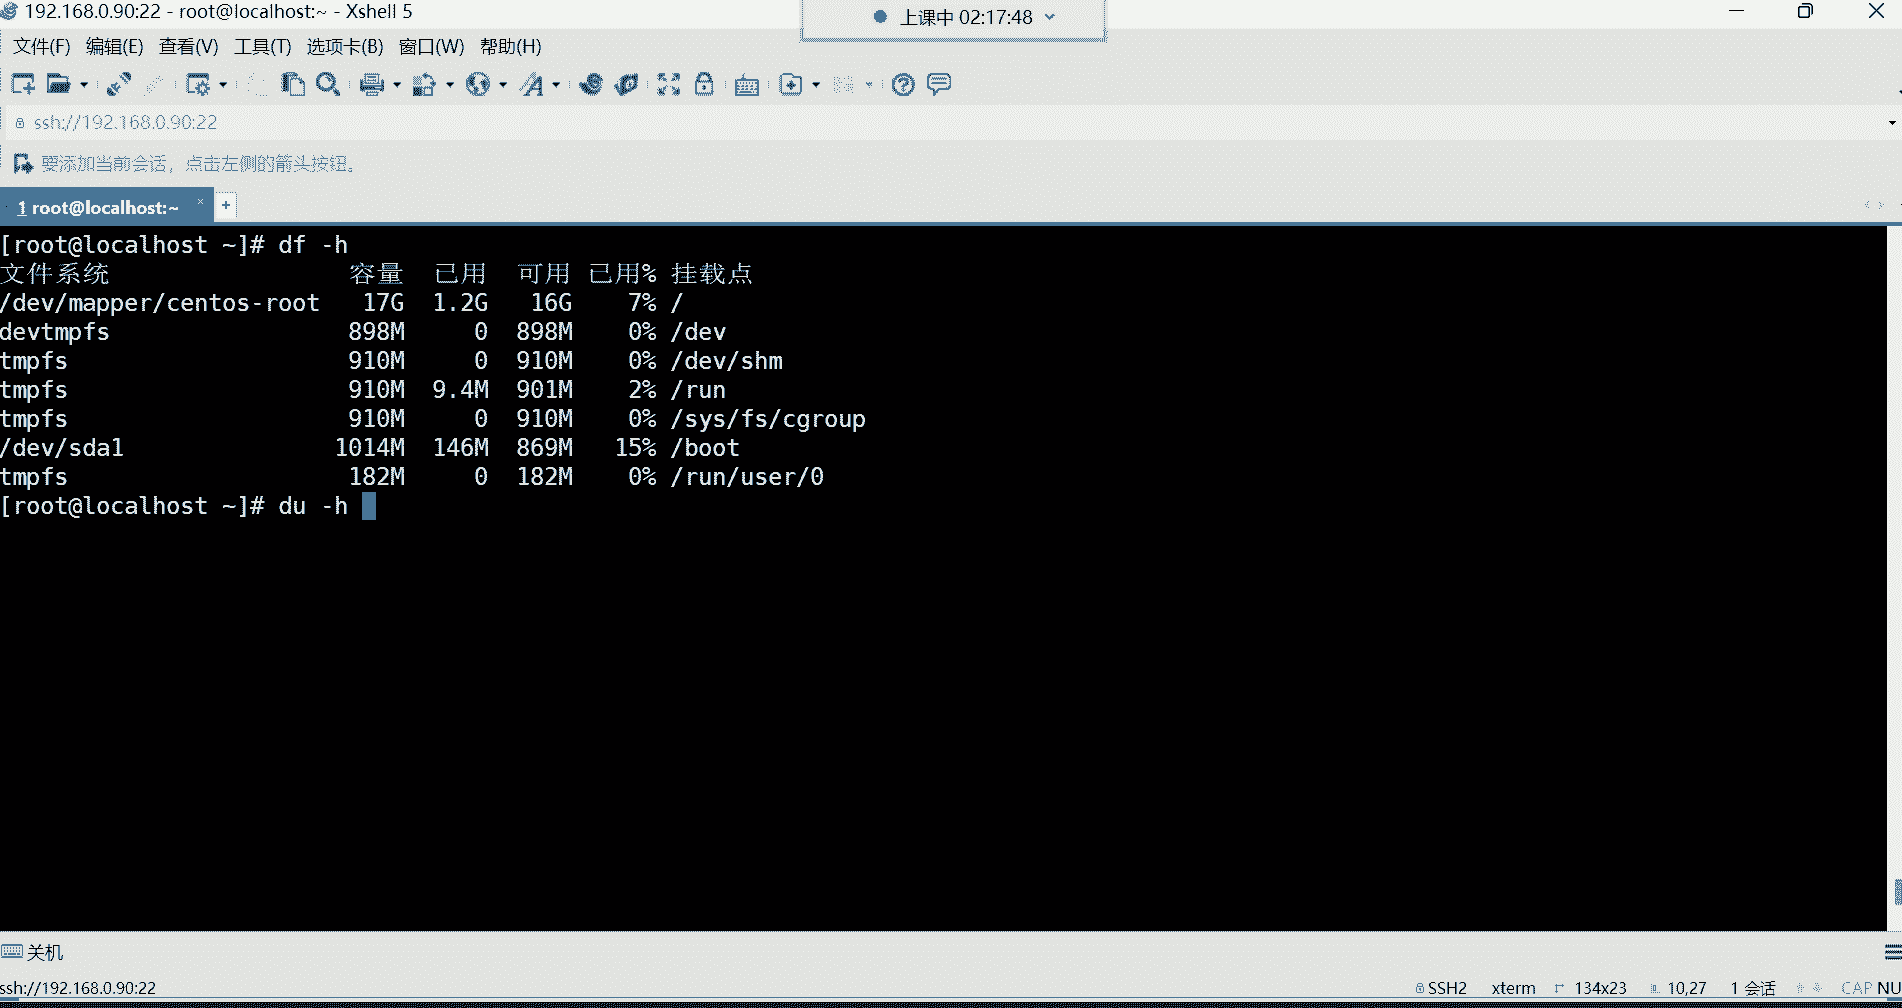 192.168.0.90:22 - root@localhost:~ - Xshell 5
上课中 02:17:48
文件(F) 编辑(E) 查看(V) 工具(T) 选项卡(B) 窗口(W) 帮助(H)
ssh://192.168.0.90:22
要添加当前会话，点击左侧的箭头按钮。
1 root@localhost:~ × +
[root@localhost ~]# df -h
文件系统 容量 已用 可用 已用% 挂载点
/dev/mapper/centos-root 17G 1.2G 16G 7% /
devtmpfs 898M 0 898M 0% /dev
tmpfs 910M 0 910M 0% /dev/shm
tmpfs 910M 9.4M 901M 2% /run
tmpfs 910M 0 910M 0% /sys/fs/cgroup
/dev/sda1 1014M 146M 869M 15% /boot
tmpfs 182M 0 182M 0% /run/user/0
[root@localhost ~]# du -h
关机
ssh://192.168.0.90:22 SSH2 xterm 134x23 10,27 1 会话 CAP NU